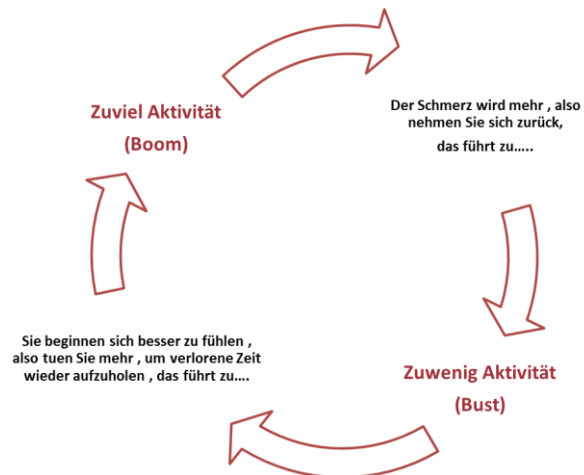 Zuviel Aktivität
(Boom)
Der Schmerz wird mehr , also
nehmen Sie sich zurück,
das führt zu.....
Zuwenig Aktivität
(Bust)
Sie beginnen sich besser zu fühlen ,
also tuen Sie mehr , um verlorene Zeit
wieder aufzuholen , das führt zu....